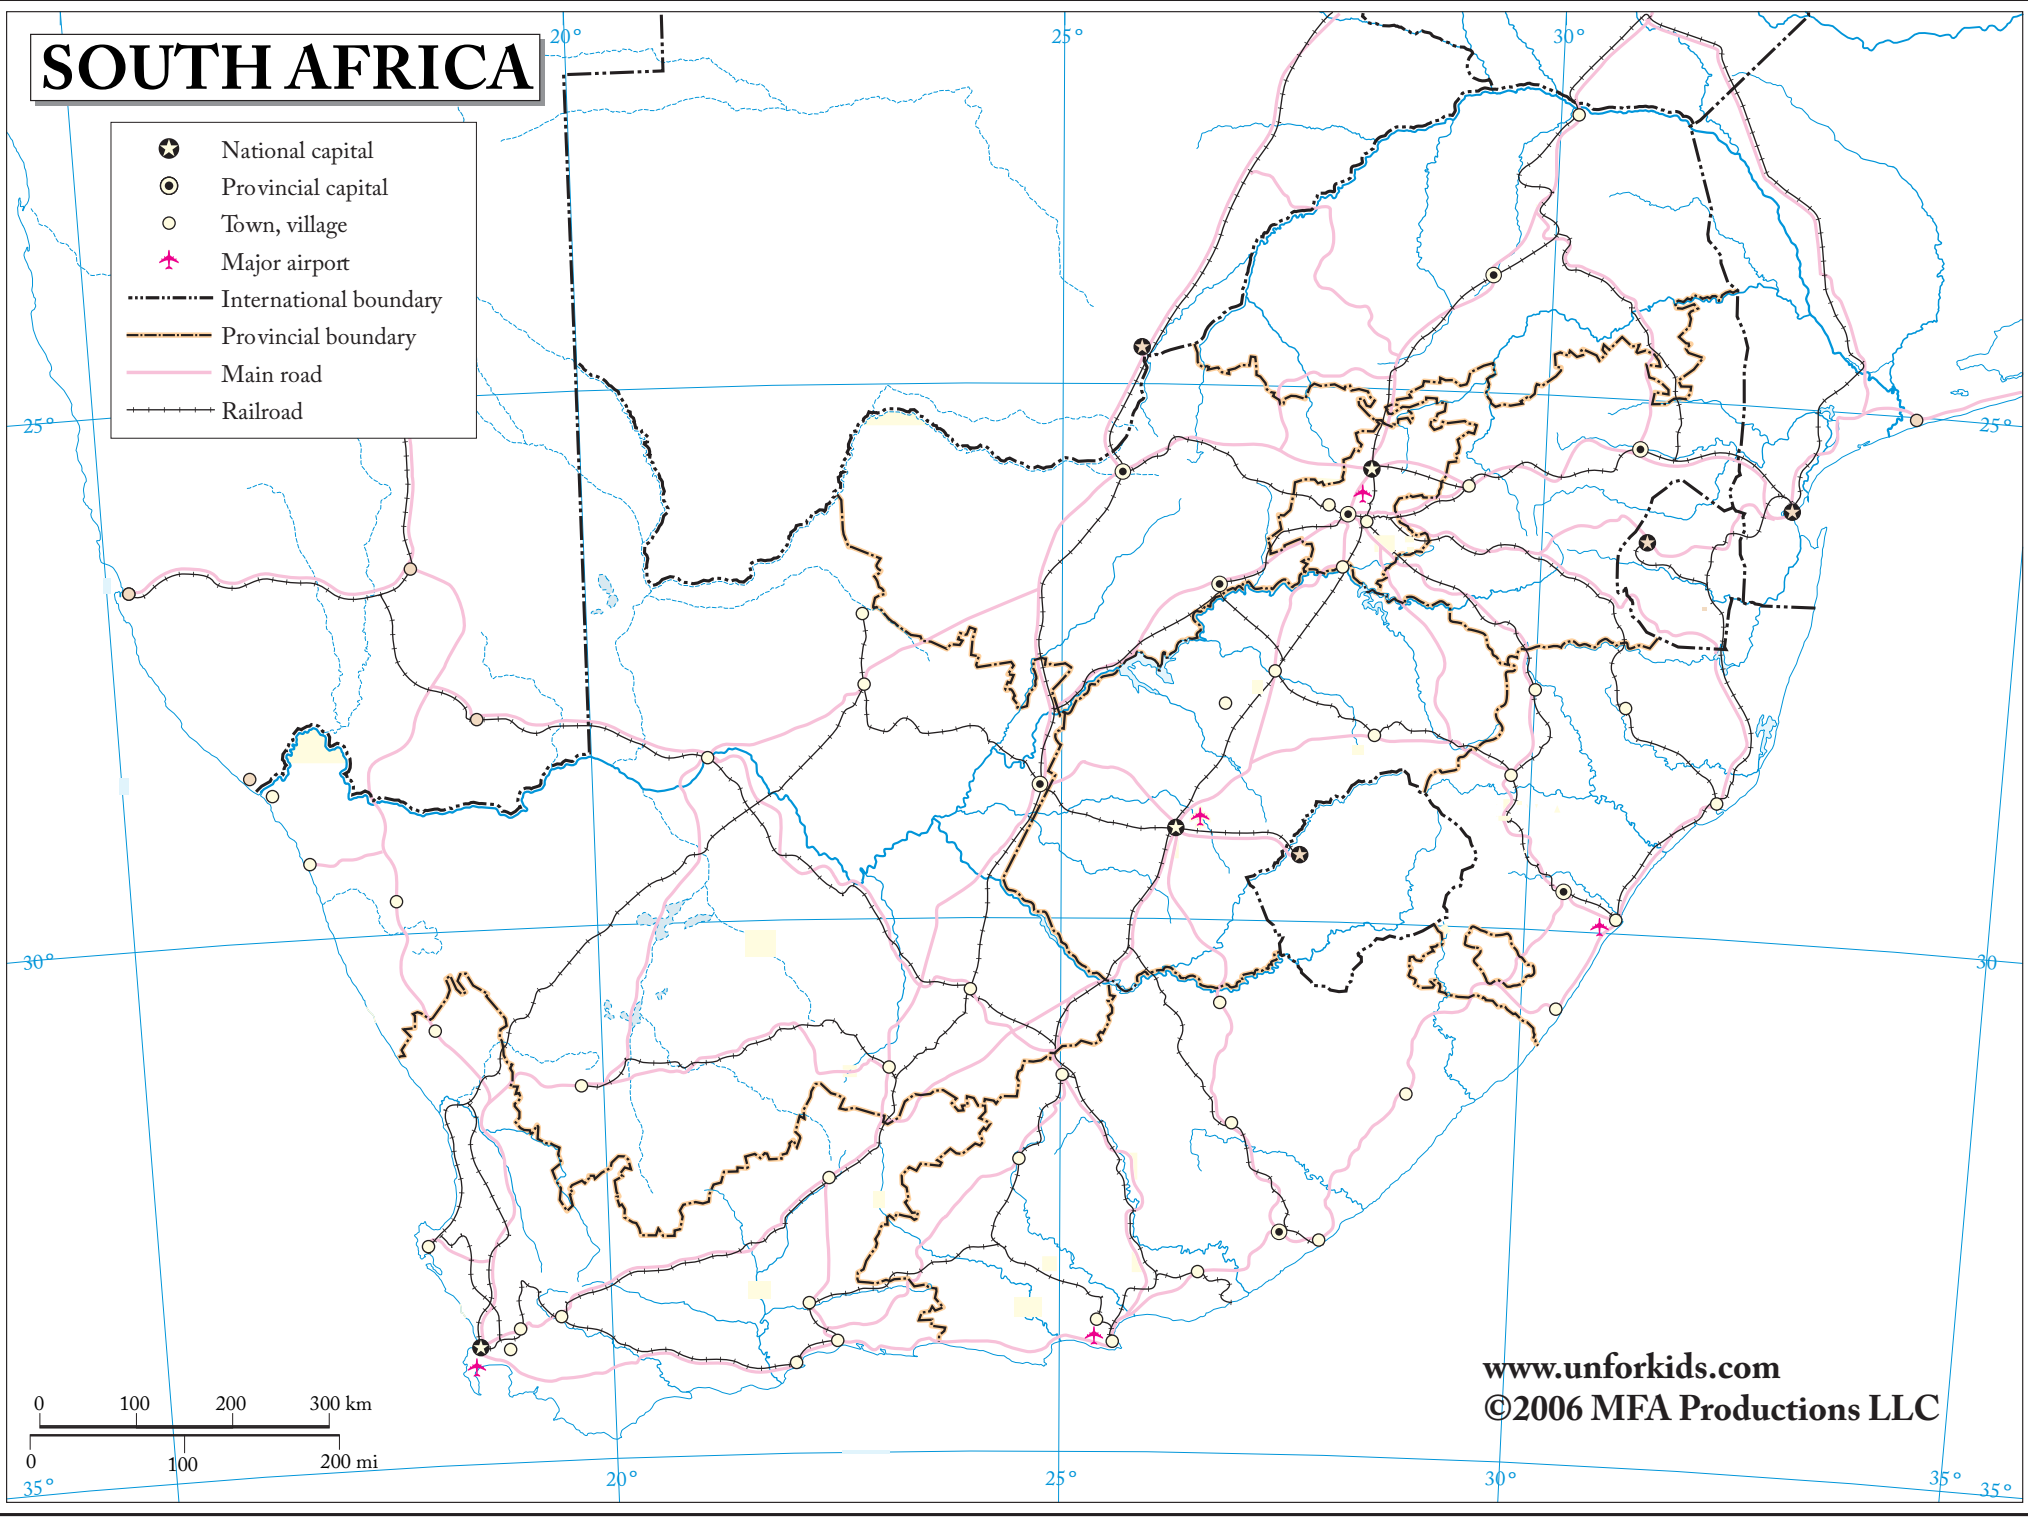 SOUTH AFRICA
20°
25°
30°
National capital
Provincial capital
Town, village
Major airport
International boundary
Provincial boundary
Main road
Railroad
25°
25°
30°
30
www.unforkids.com
©2006 MFA Productions LLC
0 100 200 300 km
0 100 200 mi
35°
20°
25°
30°
35°
35°